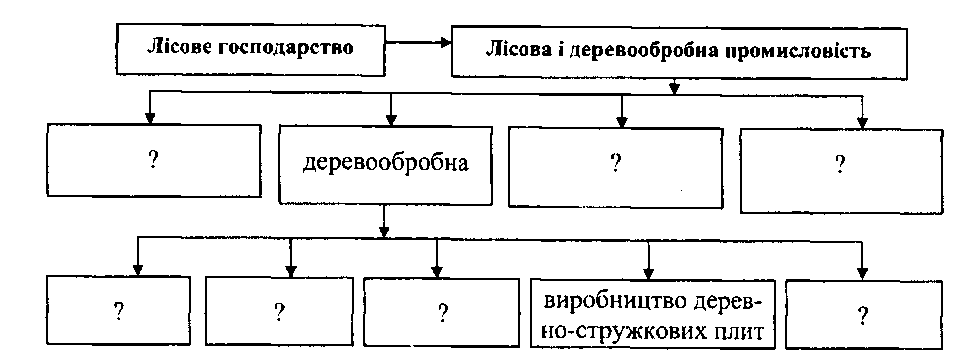 Лісове господарство
Лісова і деревообробна промисловість
?
деревообробна
?
?
?
?
?
виробництво дерев-
но-стружкових плит
?